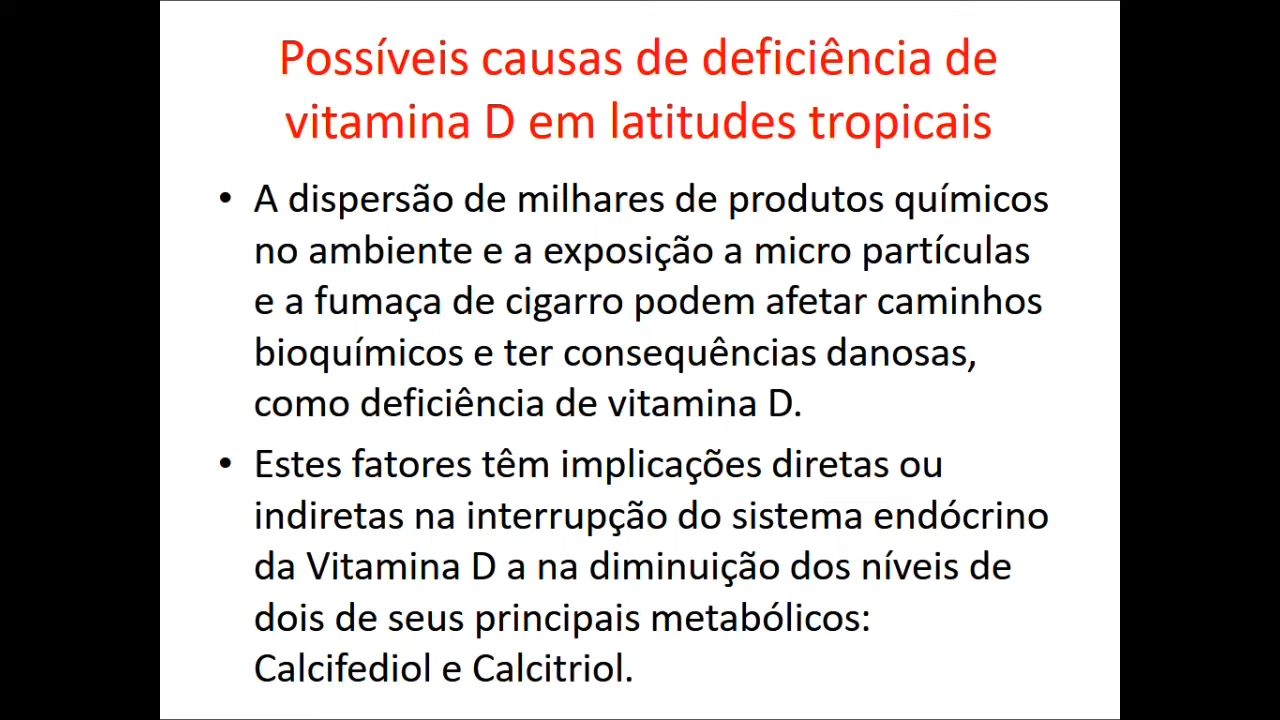 Possíveis causas de deficiência de
vitamina D em latitudes tropicais
• A dispersão de milhares de produtos químicos
no ambiente e a exposição a micro partículas
e a fumaça de cigarro podem afetar caminhos
bioquímicos e ter consequências danosas,
como deficiência de vitamina D.
• Estes fatores têm implicações diretas ou
indiretas na interrupção do sistema endócrino
da Vitamina D a na diminuição dos níveis de
dois de seus principais metabólicos:
Calcifediol e Calcitriol.